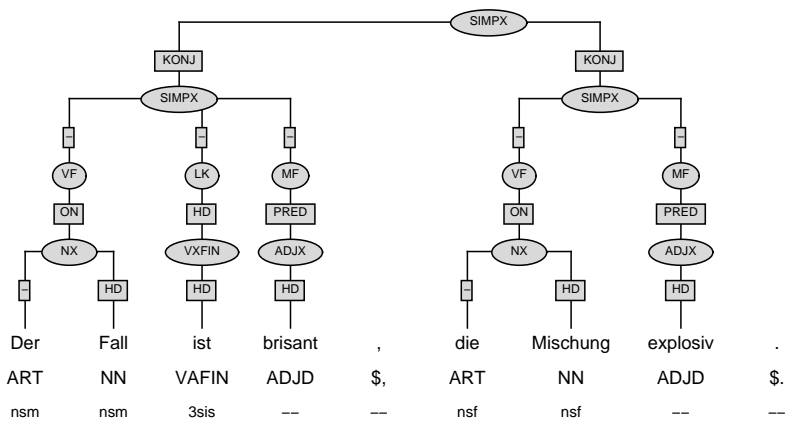 SIMPX
KONJ KONJ
SIMPX SIMPX
– – – – –
VF LK MF VF MF
ON HD PRED ON PRED
NX VXFIN ADJX NX ADJX
– HD HD HD – HD HD
Der Fall ist brisant , die Mischung explosiv .
ART NN VAFIN ADJD $, ART NN ADJD $.
nsm nsm 3sis −− −− nsf nsf −− −−